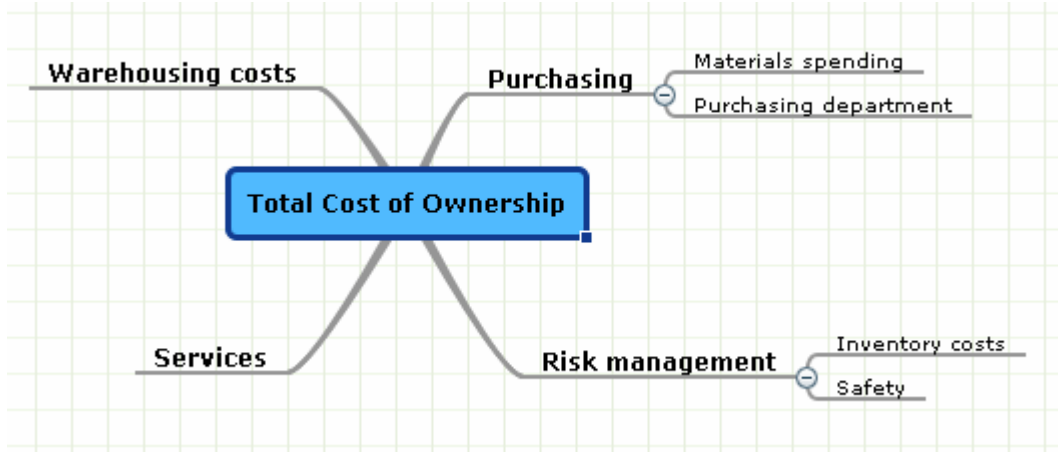 Warehousing costs
Purchasing
Materials spending
Purchasing department
Total Cost of Ownership
Services
Risk management
Inventory costs
Safety